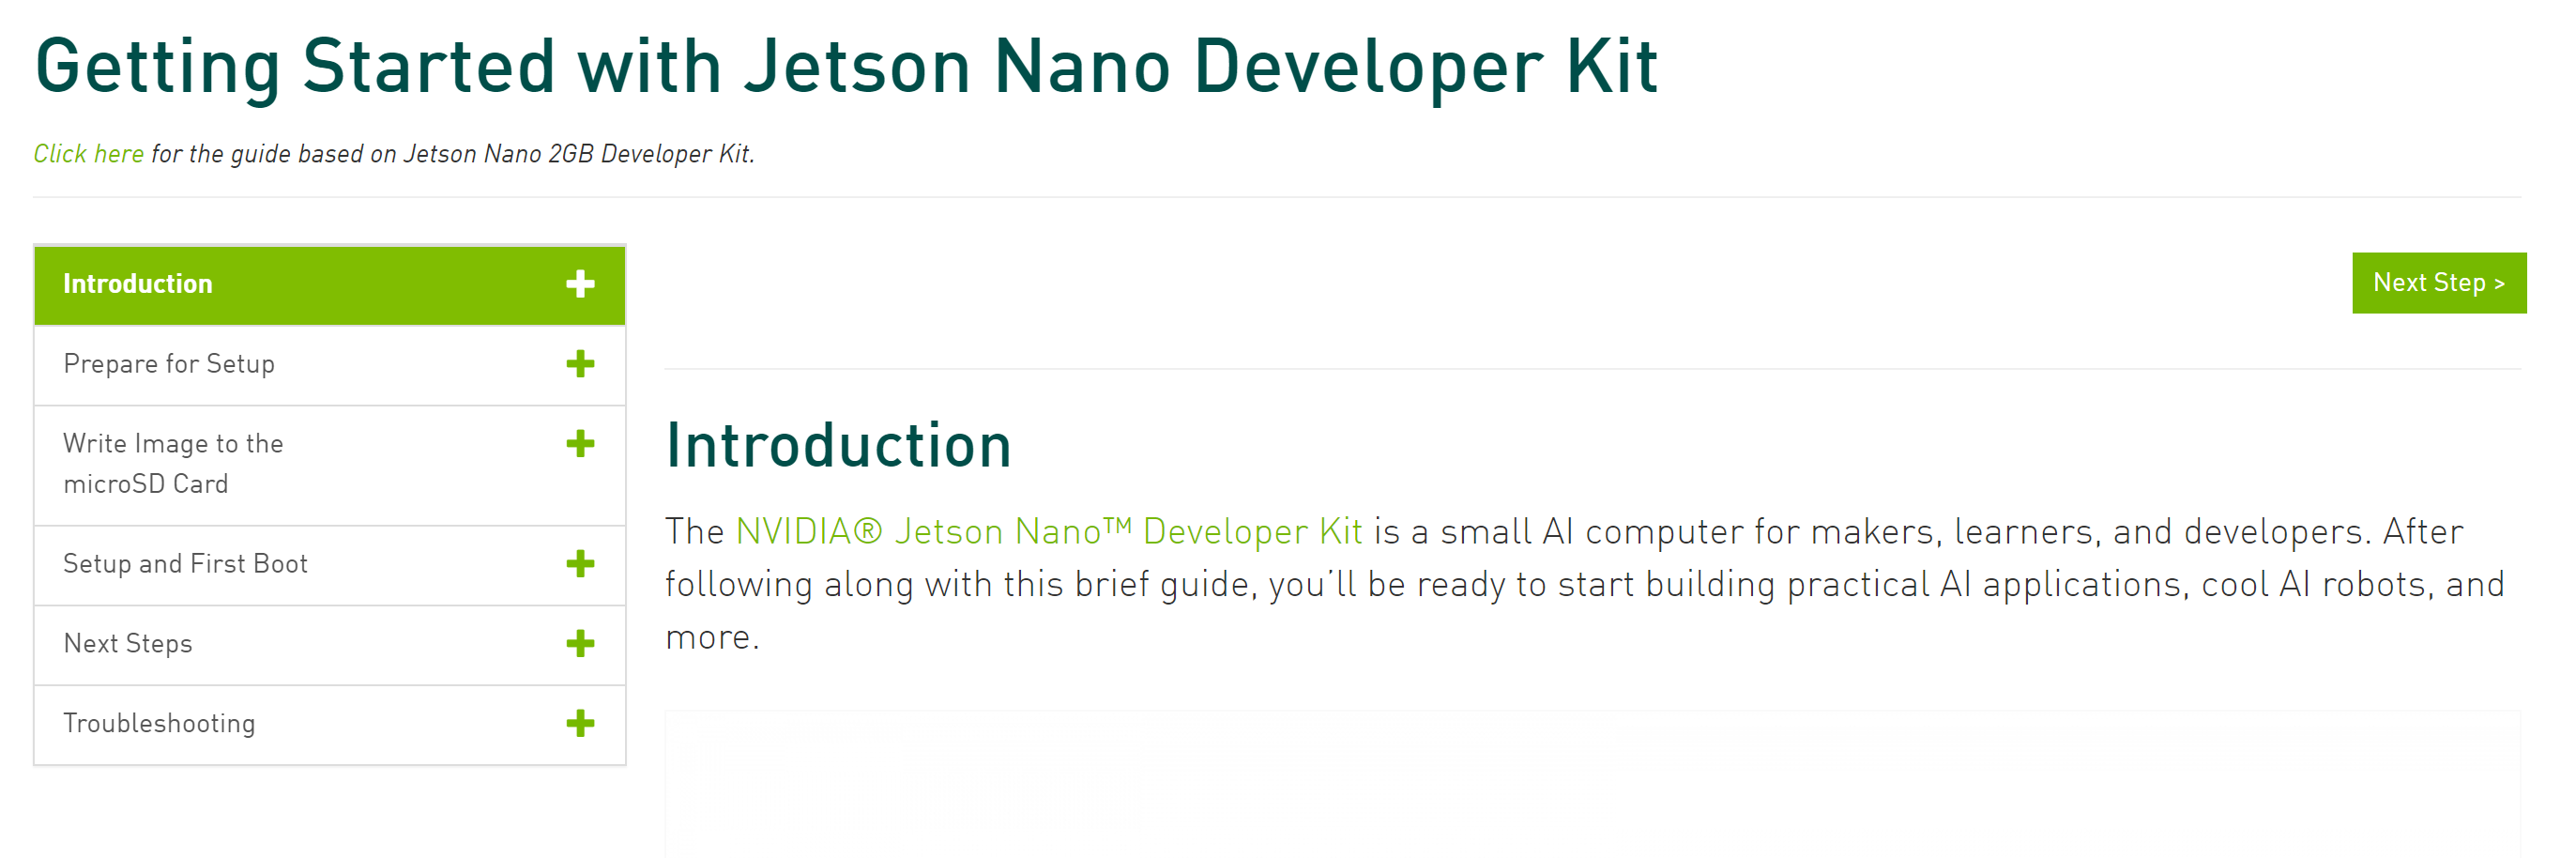 Getting Started with Jetson Nano Developer Kit
Click here for the guide based on Jetson Nano 2GB Developer Kit.
Introduction
Prepare for Setup
Write Image to the
microSD Card
Setup and First Boot
Next Steps
Troubleshooting
Next Step >
Introduction
The NVIDIA® Jetson Nano™ Developer Kit is a small AI computer for makers, learners, and developers. After
following along with this brief guide, you’ll be ready to start building practical AI applications, cool AI robots, and
more.